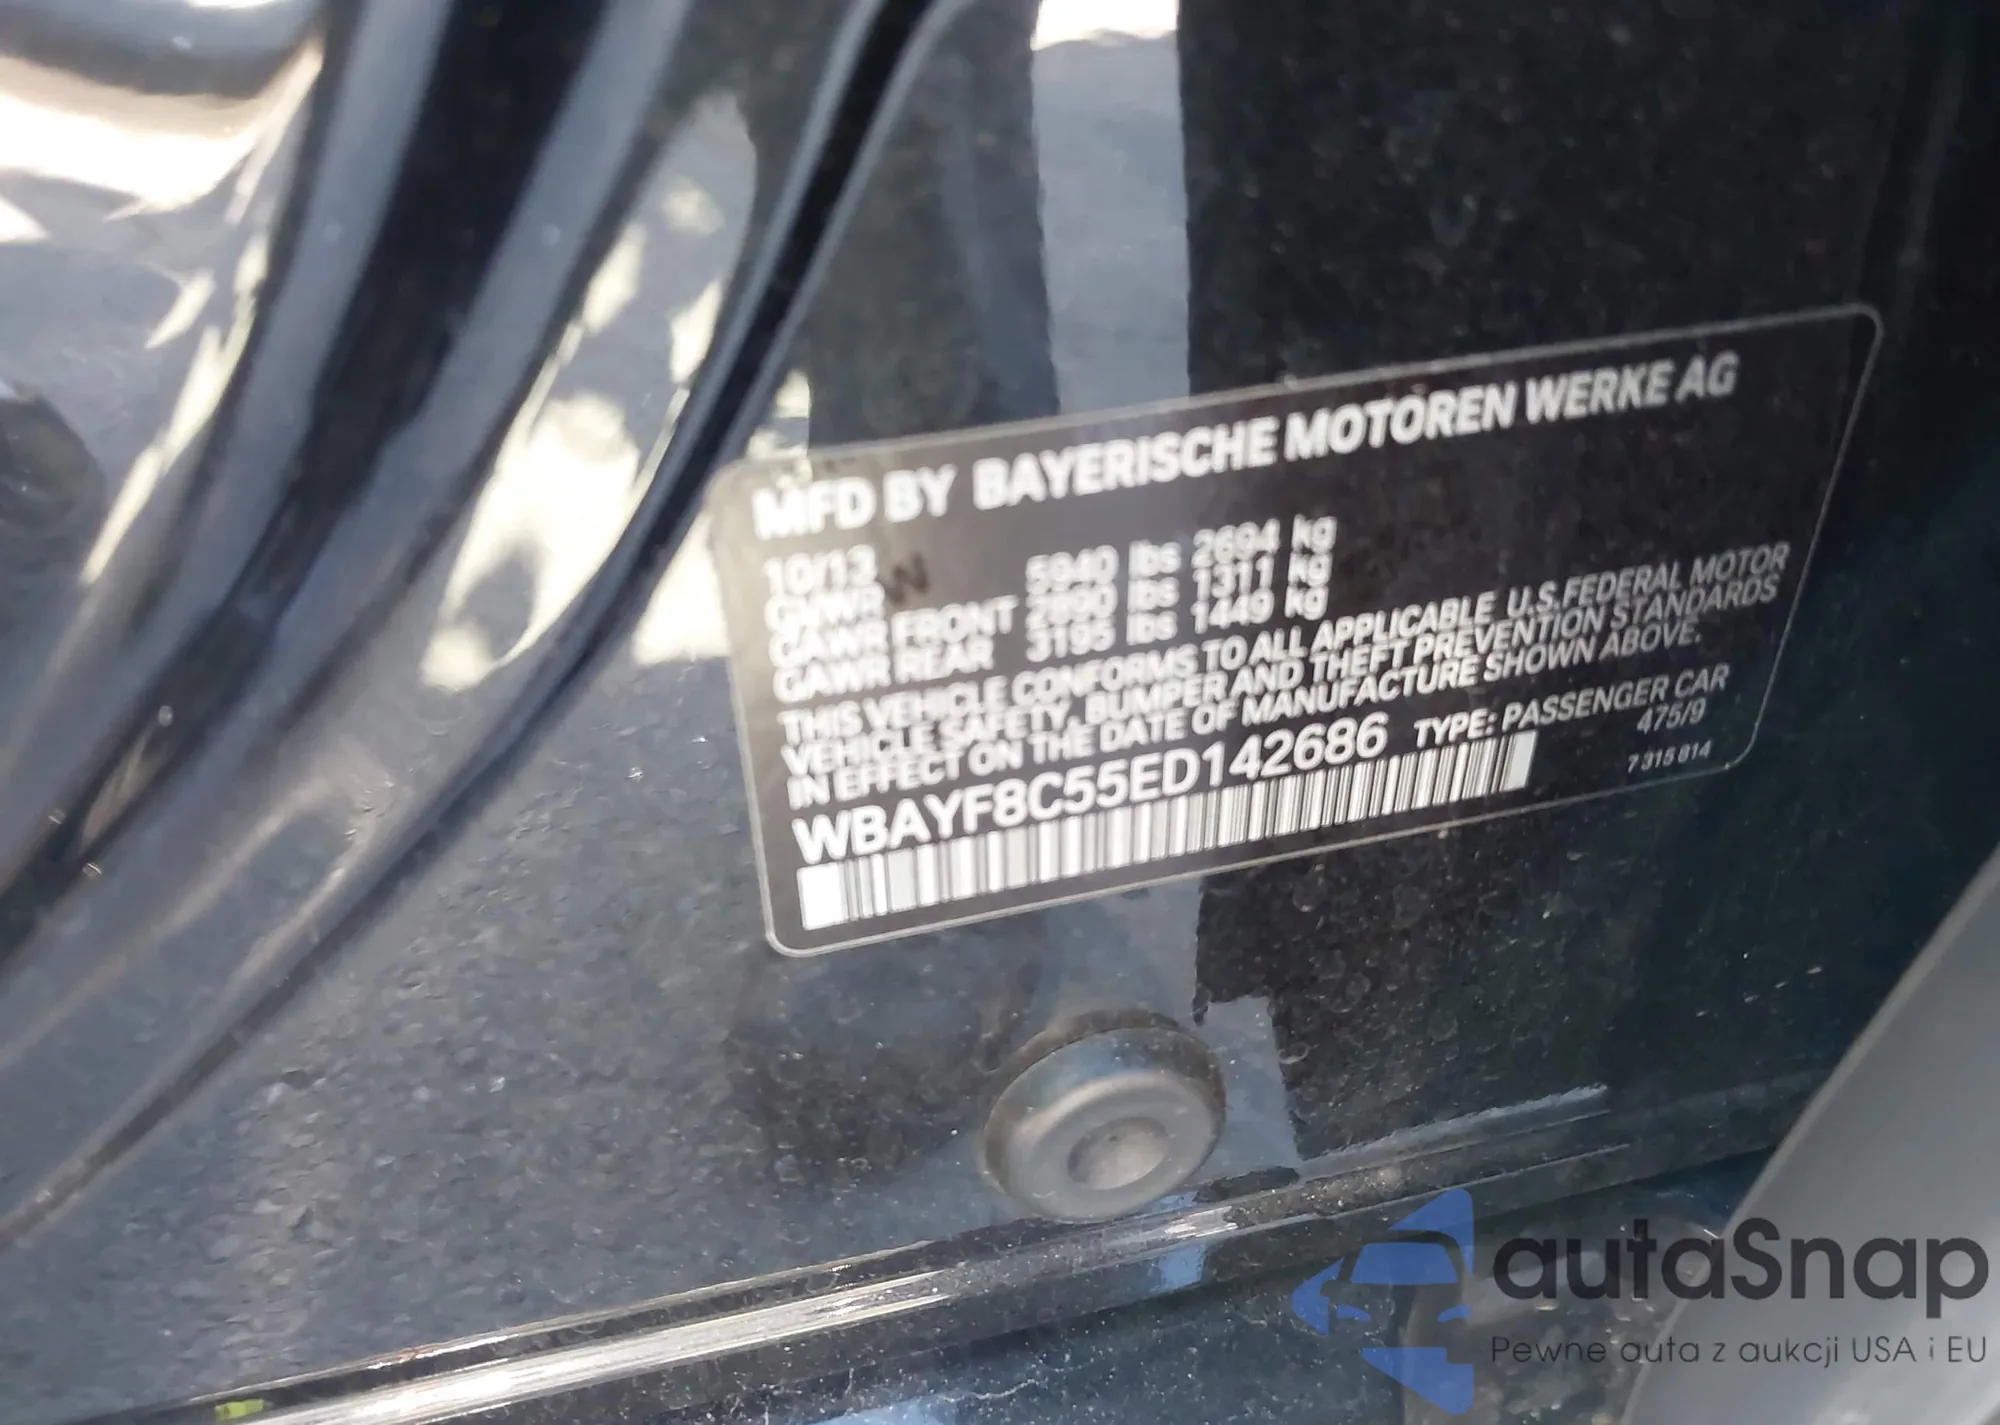 MFD BY BAYERISCHE MOTOREN WERKE AG
10/13
GVWR 5940 lbs 2694 kg
GAWR FRONT 2890 lbs 1311 kg
GAWR REAR 3195 lbs 1449 kg
THIS VEHICLE CONFORMS TO ALL APPLICABLE U.S.FEDERAL MOTOR
VEHICLE SAFETY, BUMPER AND THEFT PREVENTION STANDARDS
IN EFFECT ON THE DATE OF MANUFACTURE SHOWN ABOVE.
WBAYF8C55ED142686 TYPE: PASSENGER CAR
475/9
7 315 814
autaSnap
Pewne auta z aukcji USA i EU